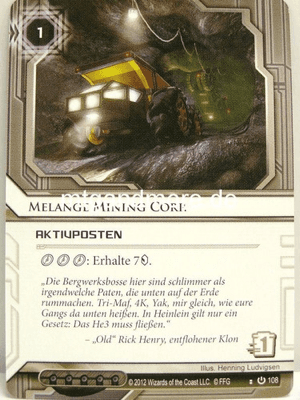 1
mtgandmore.de
MELANGE MINING CORP.
AKTIVPOSTEN
: Erhalte 7.
„Die Bergwerksbosse hier sind schlimmer als
irgendwelche Paten, die unten auf der Erde
rummachen. Tri-Maf, 4K, Yak, mir gleich, wie eure
Gangs da unten heißen. In Heinlein gilt nur ein
Gesetz: Das He3 muss fließen.“
– „Old“ Rick Henry, entflohener Klon
1
Illus. Henning Ludvigsen
© 2012 Wizards of the Coast LLC. © FFG
108